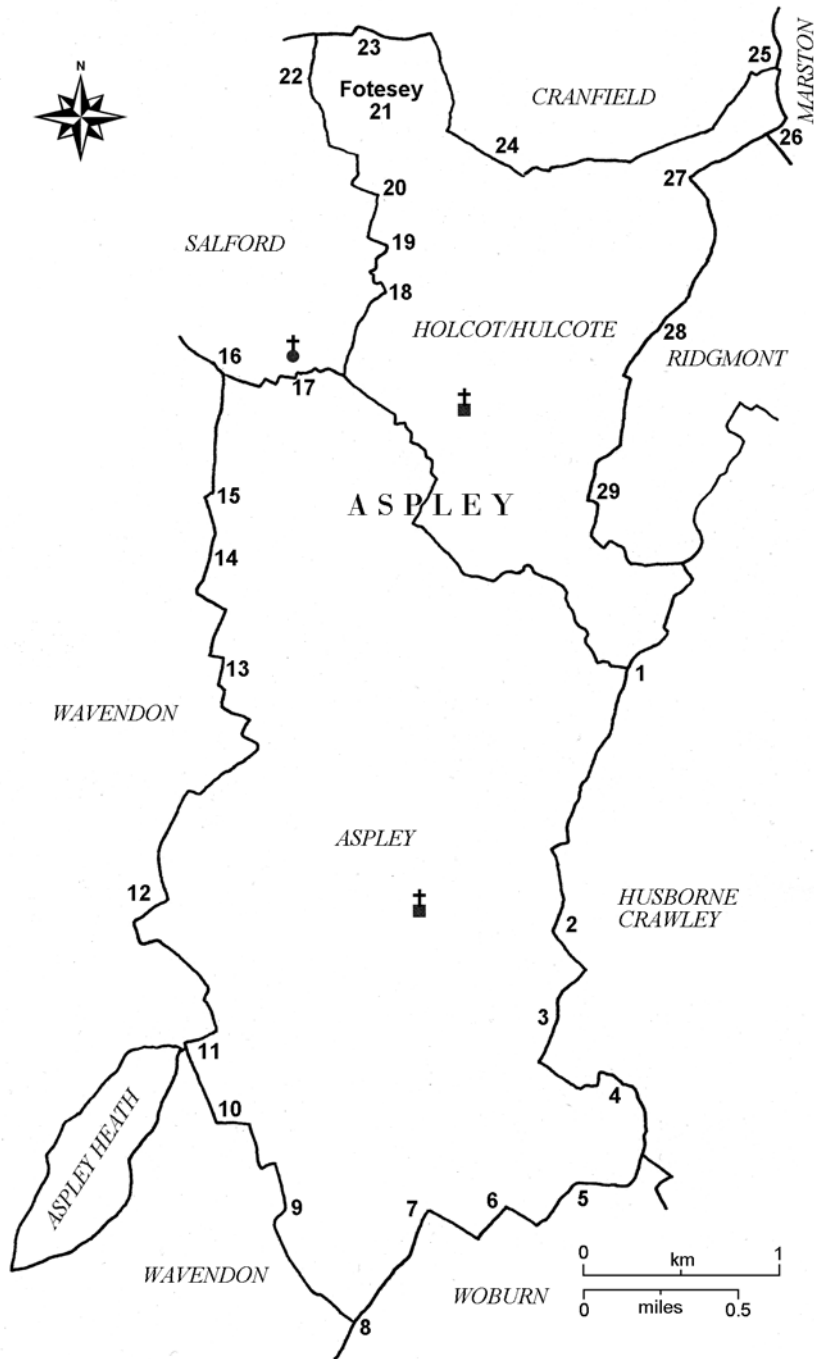 N
23
22
Fotesey
21
CRANFIELD
25
MARSTON
24
26
27
20
SALFORD
19
18
HOLCOT/HULCOTE
28
RIDGMONT
16
17
29
15
ASPLEY
14
13
1
WAVENDON
ASPLEY
12
HUSBORNE
CRAWLEY
2
3
11
4
10
ASPLEY HEATH
9
7
6
5
WAVENDON
WOBURN
8
0
1
km
0
miles
0.5